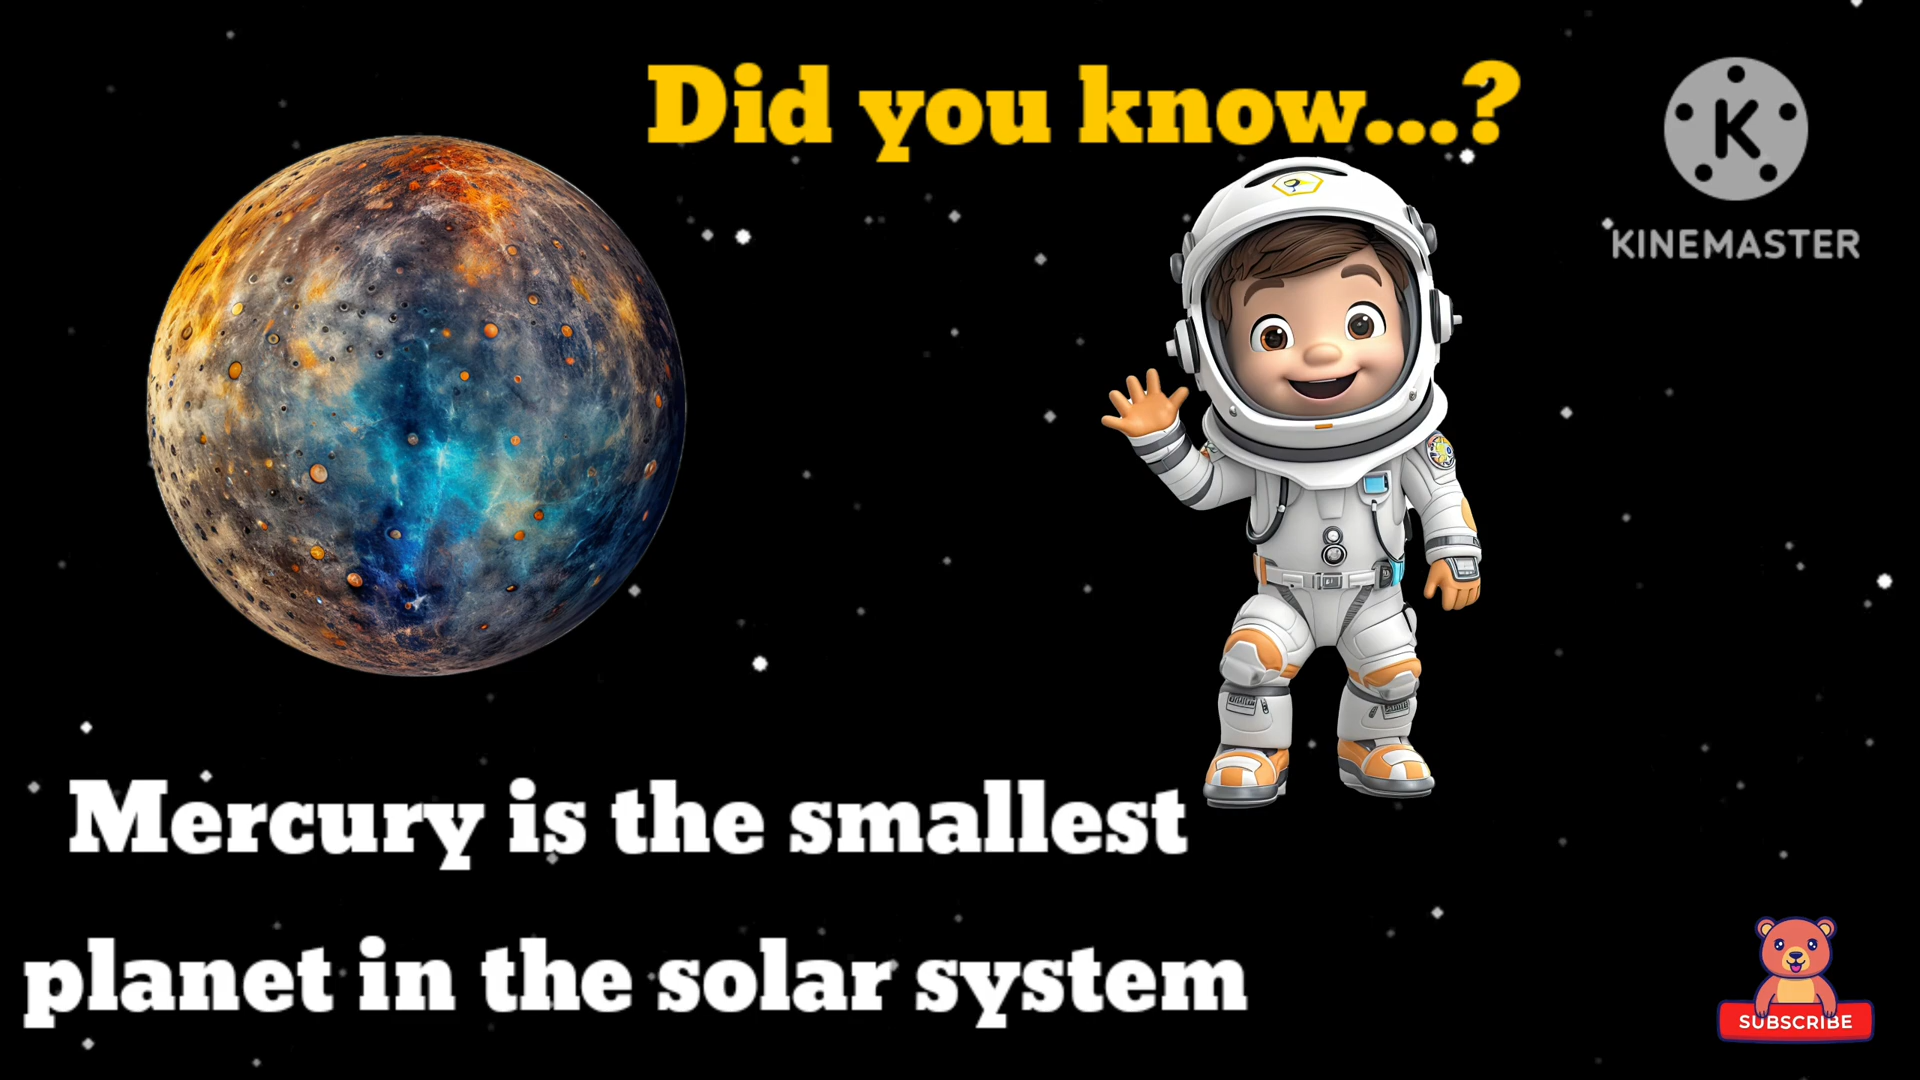 Did you know...?
K
KINEMASTER
Mercury is the smallest
planet in the solar system
SUBSCRIBE